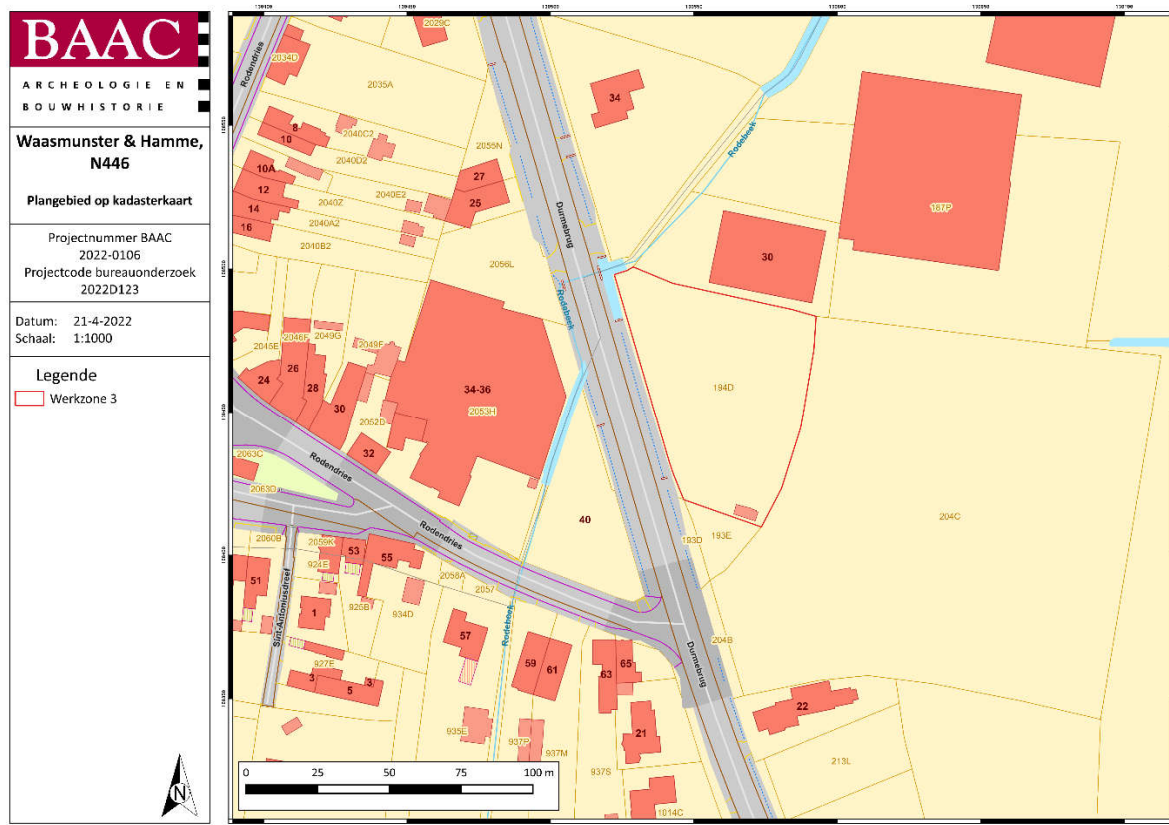 BAAC
ARCHEOLOGIE EN
BOUWHISTORIE
Waasmunster & Hamme,
N446
Plangebied op kadasterkaart
Projectnummer BAAC
2022-0106
Projectcode bureauonderzoek
2022D123
Datum: 21-4-2022
Schaal: 1:1000
Legende
Werkzone 3
N
2029C
2034D
Rodendries
2035A
34
8
10
2040C2
2040D2
2055N
Rodebeek
10A
12
14
16
2040Z
2040E2
2040A2
2040B2
27
25
187P
Durmebrug
30
2056L
Rodebeek
2045E
2046F
2049G
2049F
24
26
28
30
34-36
2053H
194D
2052D
32
Rodendries
2063C
2063D
204C
40
Rodendries
193D
193E
2060B
2059K
924E
53
55
51
2058A
2057
Sint-Antoniusdreef
1
926B
934D
Rodebeek
57
59
61
63
65
204B
Durmebrug
927E
3
5
3
22
935E
937P
937M
21
937S
213L
1014C
0 25 50 75 100 m